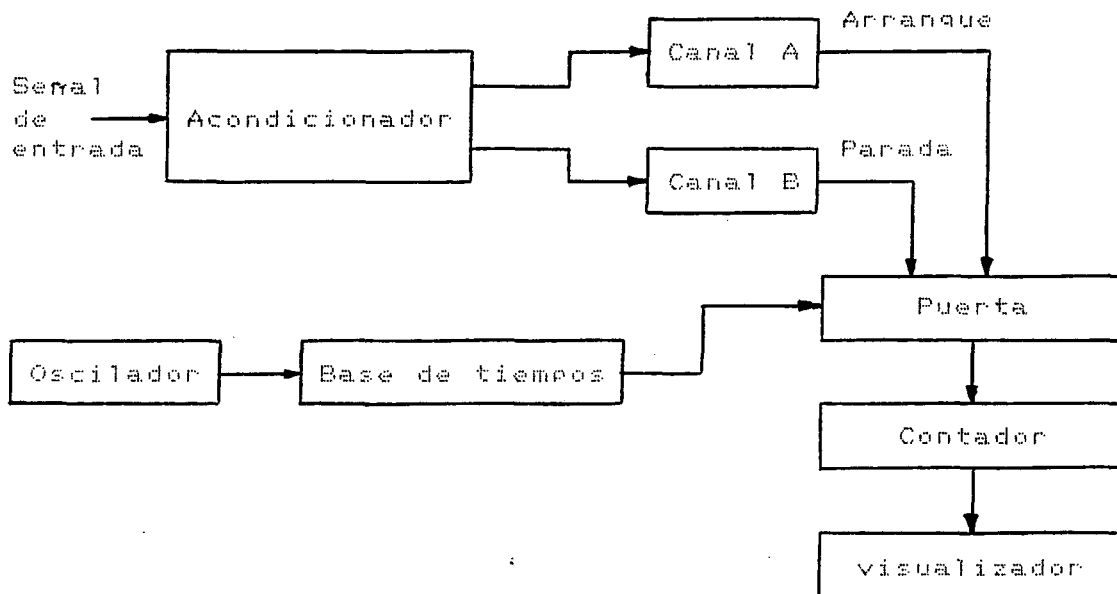 Arranque
Canal A
Señal
de
entrada
Acondicionador
Parada
Canal B
Puerta
Oscilador
Base de tiempos
Contador
visualizador